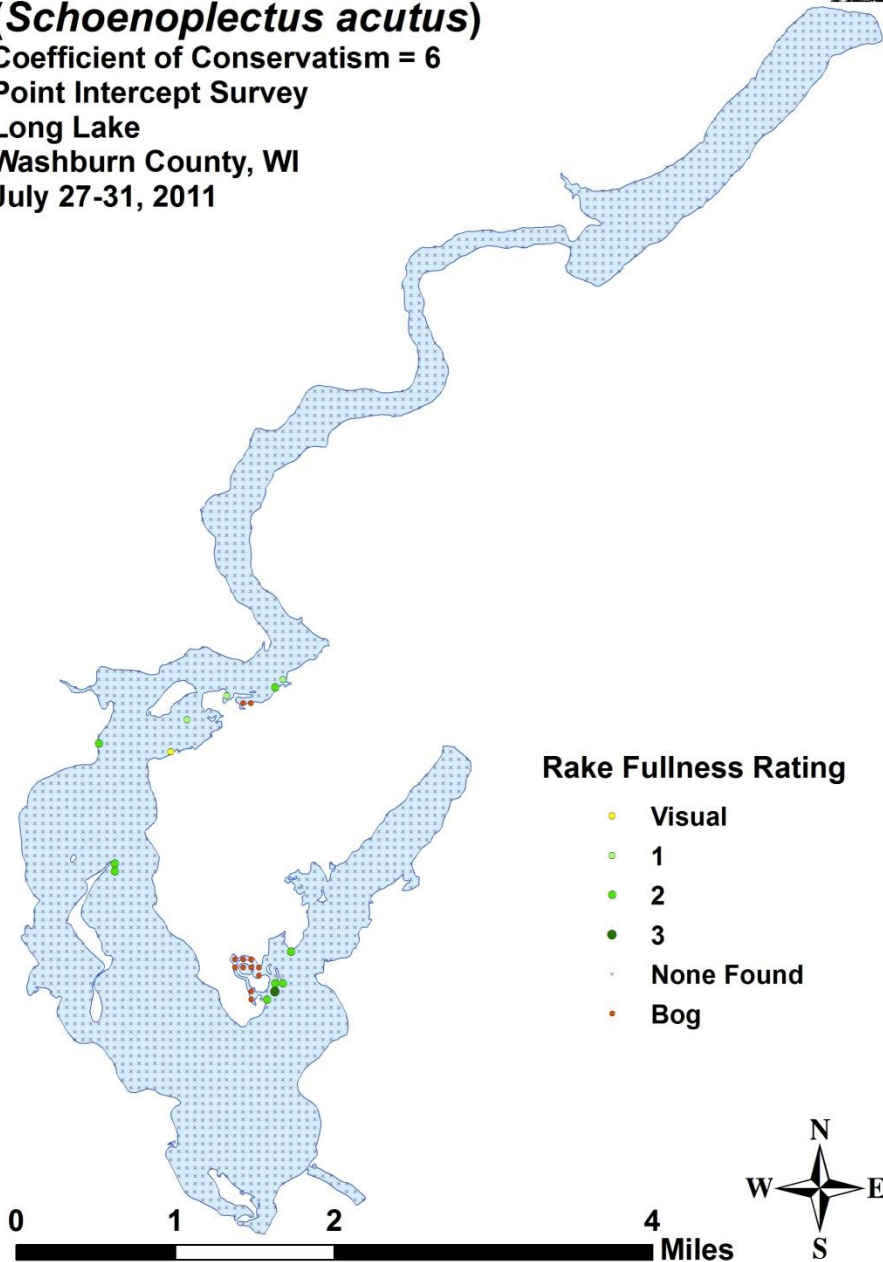 (Schoenoplectus acutus)
Coefficient of Conservatism = 6
Point Intercept Survey
Long Lake
Washburn County, WI
July 27-31, 2011
Rake Fullness Rating
Visual
1
2
3
None Found
Bog
N
W E
S
0 1 2 4
Miles